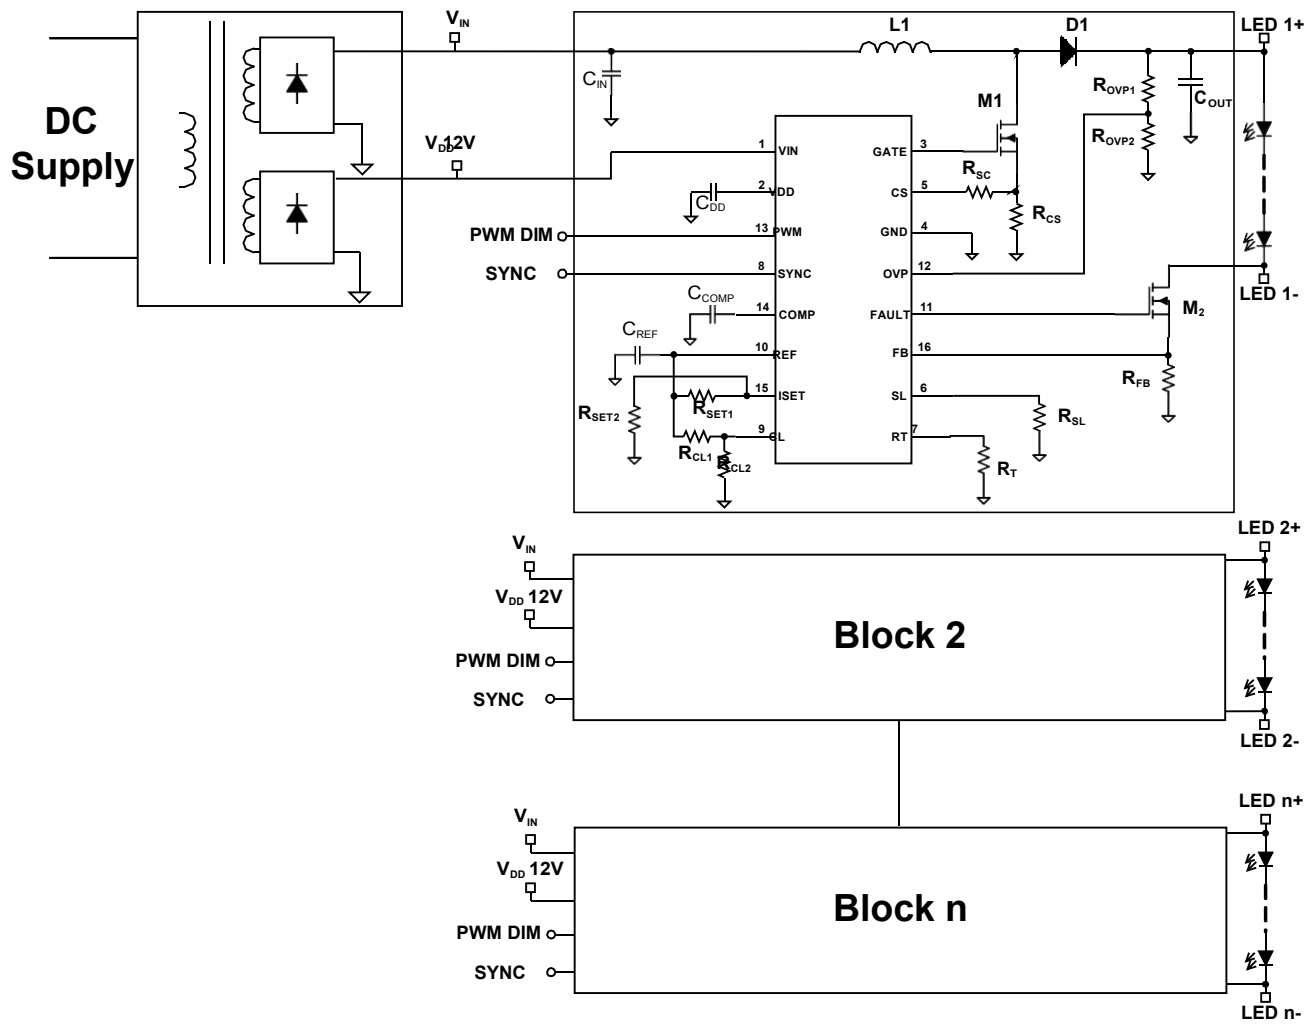 DC
Supply
VIN
VDD 12V
PWM DIM
SYNC
CIN
L1
D1
LED 1+
M1
ROVP1
ROVP2
COUT
1 VIN
2 VDD
CDD
13 PWM
8 SYNC
14 COMP
CCOMP
10 REF
CREF
15 ISET
RSET1
RSET2
9 CL
RCL1
RCL2
GATE 3
CS 5
RSC
RCS
GND 4
OVP 12
FAULT 11
FB 16
SL 6
RT 7
M2
LED 1-
RFB
RSL
RT
VIN
VDD 12V
PWM DIM
SYNC
Block 2
LED 2+
LED 2-
VIN
VDD 12V
PWM DIM
SYNC
Block n
LED n+
LED n-